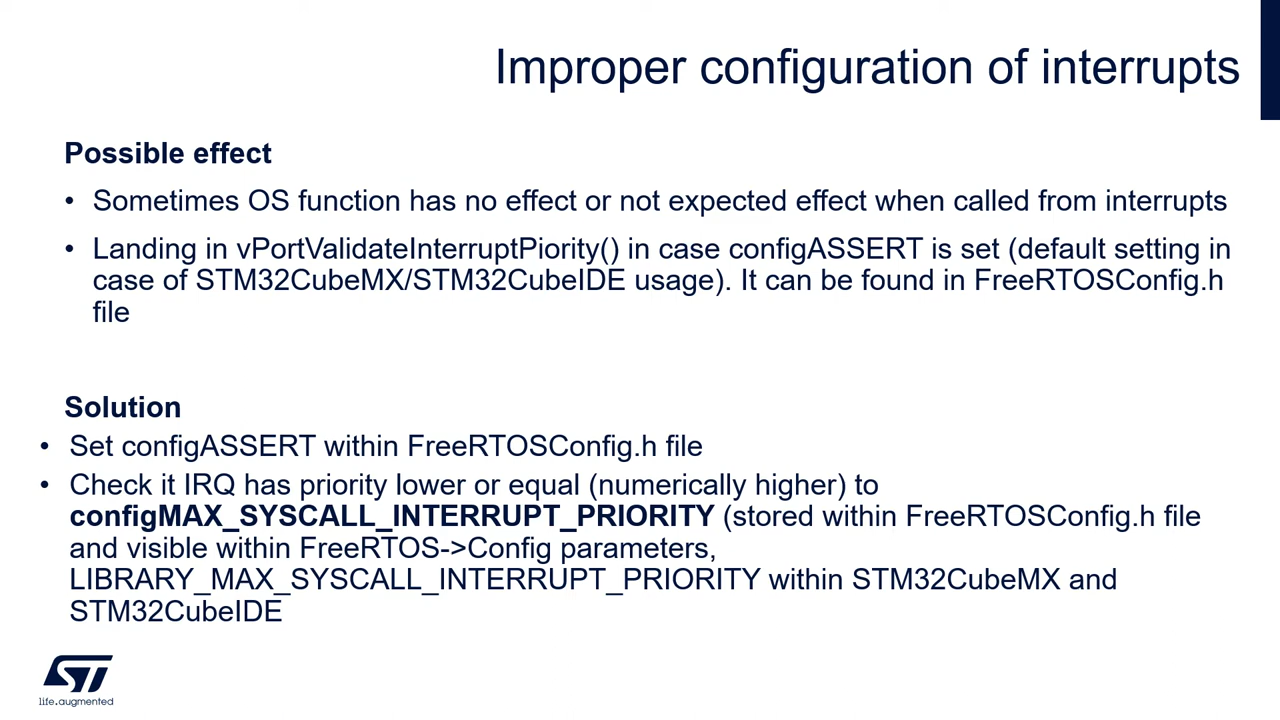 Improper configuration of interrupts
Possible effect
• Sometimes OS function has no effect or not expected effect when called from interrupts
• Landing in vPortValidateInterruptPiority() in case configASSERT is set (default setting in
case of STM32CubeMX/STM32CubeIDE usage). It can be found in FreeRTOSConfig.h
file
Solution
• Set configASSERT within FreeRTOSConfig.h file
• Check it IRQ has priority lower or equal (numerically higher) to
configMAX_SYSCALL_INTERRUPT_PRIORITY (stored within FreeRTOSConfig.h file
and visible within FreeRTOS->Config parameters,
LIBRARY_MAX_SYSCALL_INTERRUPT_PRIORITY within STM32CubeMX and
STM32CubeIDE
ST
life.augmented